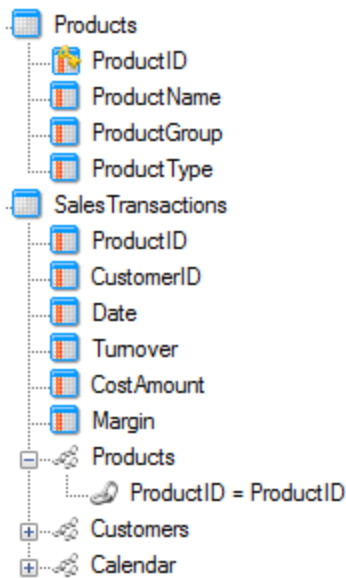 Products
ProductID
ProductName
ProductGroup
ProductType
SalesTransactions
ProductID
CustomerID
Date
Turnover
CostAmount
Margin
Products
ProductID = ProductID
Customers
Calendar